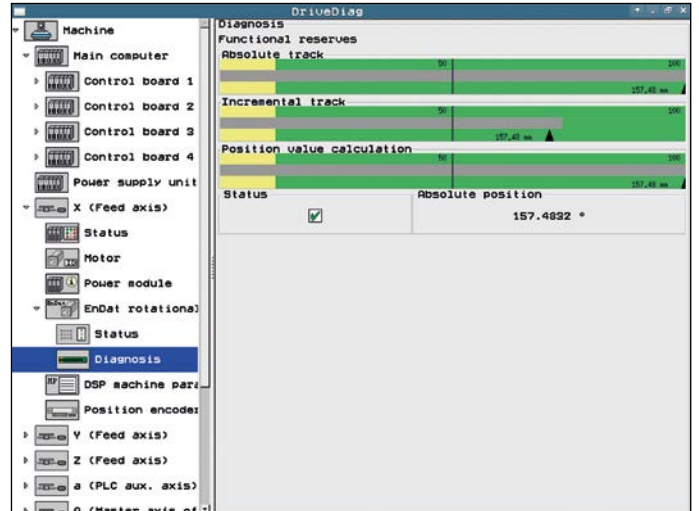 DriveDiag
Machine
Main computer
Control board 1
Control board 2
Control board 3
Control board 4
Power supply unit
X (Feed axis)
Status
Motor
Power module
EnDat rotational
Status
Diagnosis
DSP machine para
Position encoder
Y (Feed axis)
Z (Feed axis)
a (PLC aux. axis)
Diagnosis
Functional reserves
Absolute track
50 100
157,48 mm
Incremental track
50 100
157,48 mm
Position value calculation
50 100
157,48 mm
Status Absolute position
157.4832 °